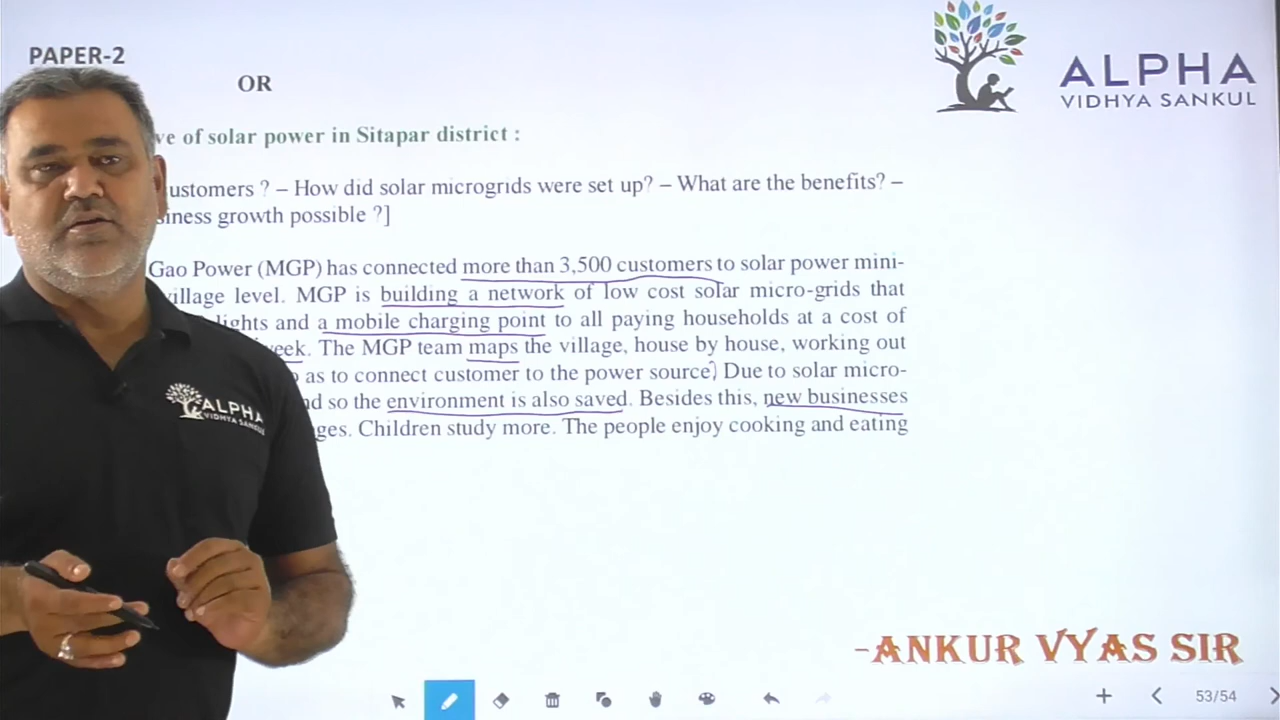 PAPER-2
OR
ALPHA
VIDHYA SANKUL
of solar power in Sitapar district :
? – How did solar microgrids were set up? – What are the benefits? –
growth possible ?]
Gao Power (MGP) has connected more than 3,500 customers to solar power mini-
village level. MGP is building a network of low cost solar micro-grids that
lights and a mobile charging point to all paying households at a cost of
. The MGP team maps the village, house by house, working out
as to connect customer to the power source) Due to solar micro-
so the environment is also saved. Besides this, new businesses
. Children study more. The people enjoy cooking and eating
ALPHA
VIDHYA SANKUL
-ANKUR VYAS SIR
53/54